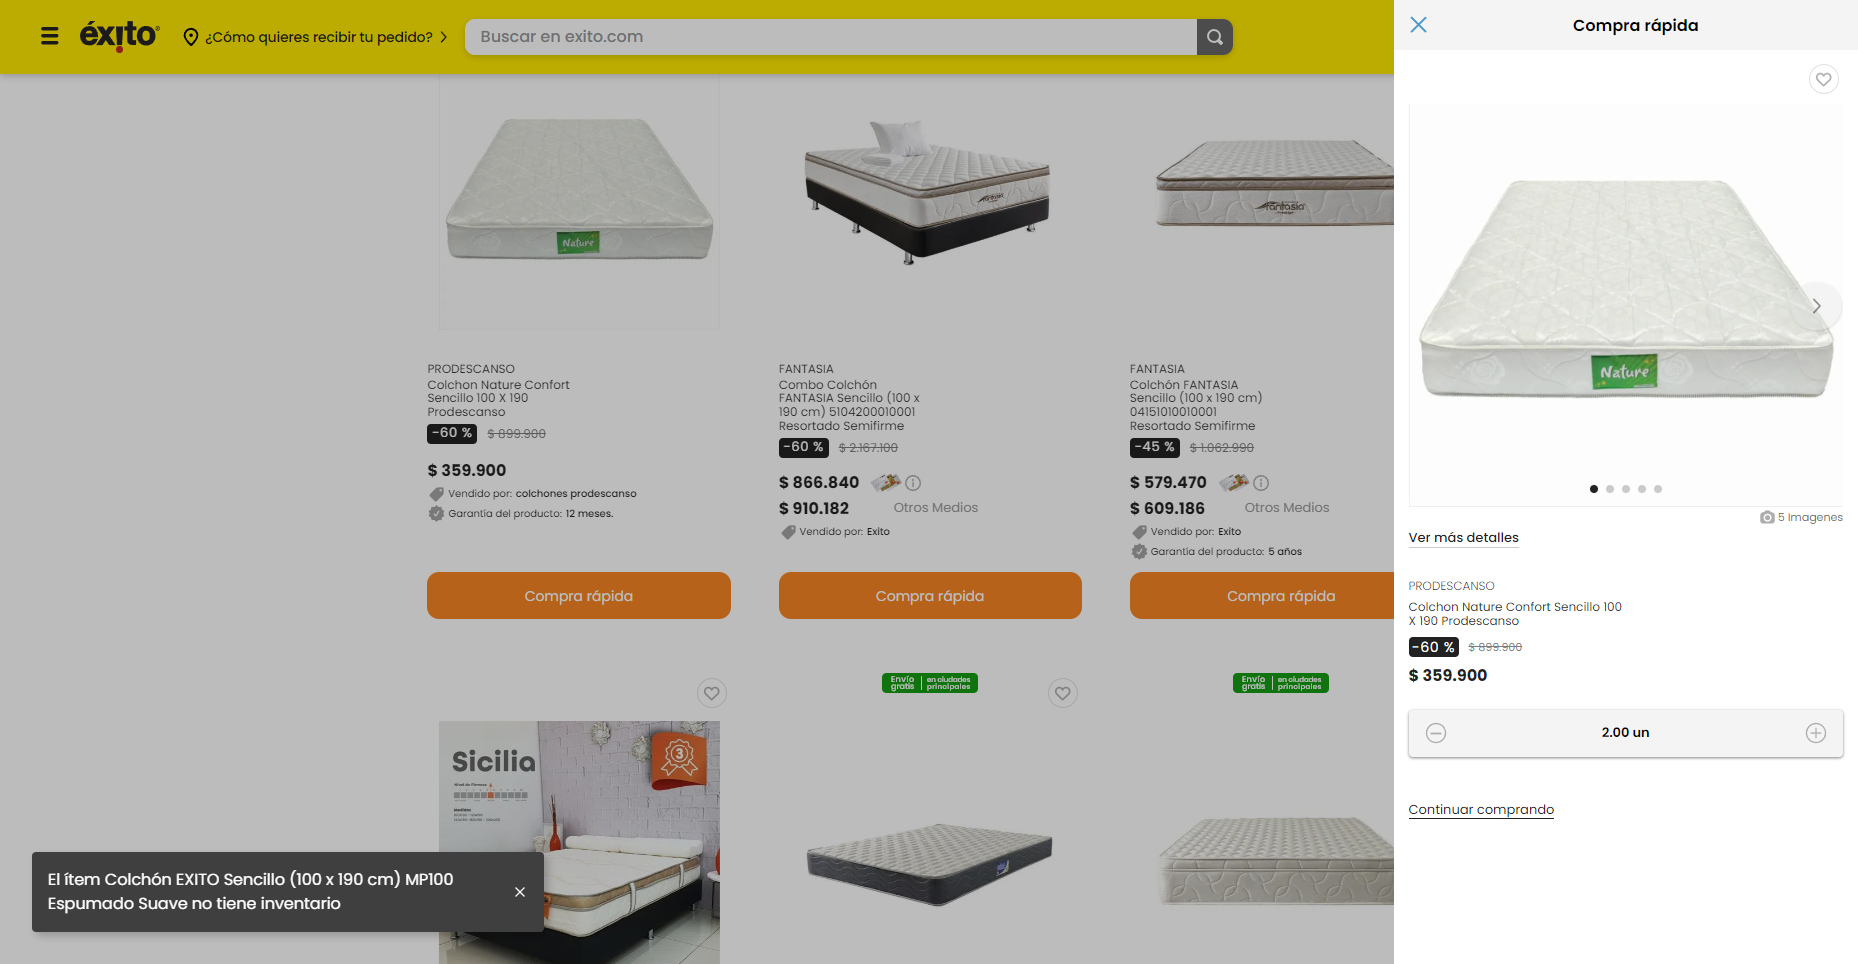 éxito
¿Cómo quieres recibir tu pedido?
Buscar en exito.com
Compra rápida
Nature
fantasia
fantasia
PRODESCANSO
Colchon Nature Confort
Sencillo 100 X 190
Prodescanso
-60 % $ 899.900
$ 359.900
Vendido por: colchones prodescanso
Garantía del producto: 12 meses.
Compra rápida
FANTASIA
Combo Colchón
FANTASIA Sencillo (100 x
190 cm) 5104200010001
Resortado Semifirme
-60 % $ 2.167.100
$ 866.840
$ 910.182 Otros Medios
Vendido por: Exito
Compra rápida
FANTASIA
Colchón FANTASIA
Sencillo (100 x 190 cm)
04151010010001
Resortado Semifirme
-45 % $ 1.062.990
$ 579.470
$ 609.186 Otros Medios
Vendido por: Exito
Garantía del producto: 5 años
Compra rápida
Envío gratis en ciudades principales
Envío gratis en ciudades principales
Sicilia
3
El ítem Colchón EXITO Sencillo (100 x 190 cm) MP100
Espumado Suave no tiene inventario
Nature
5 Imagenes
Ver más detalles
PRODESCANSO
Colchon Nature Confort Sencillo 100
X 190 Prodescanso
-60 % $ 899.900
$ 359.900
2.00 un
Continuar comprando